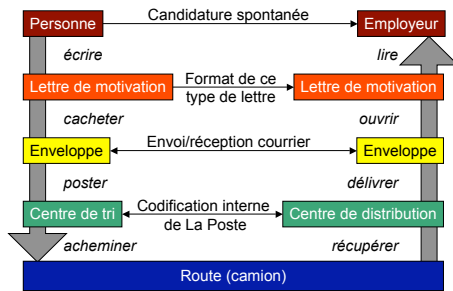 Personne Candidature spontanée Employeur
écrire lire
Lettre de motivation Format de ce type de lettre Lettre de motivation
cacheter ouvrir
Enveloppe Envoi/réception courrier Enveloppe
poster délivrer
Centre de tri Codification interne de La Poste Centre de distribution
acheminer récupérer
Route (camion)